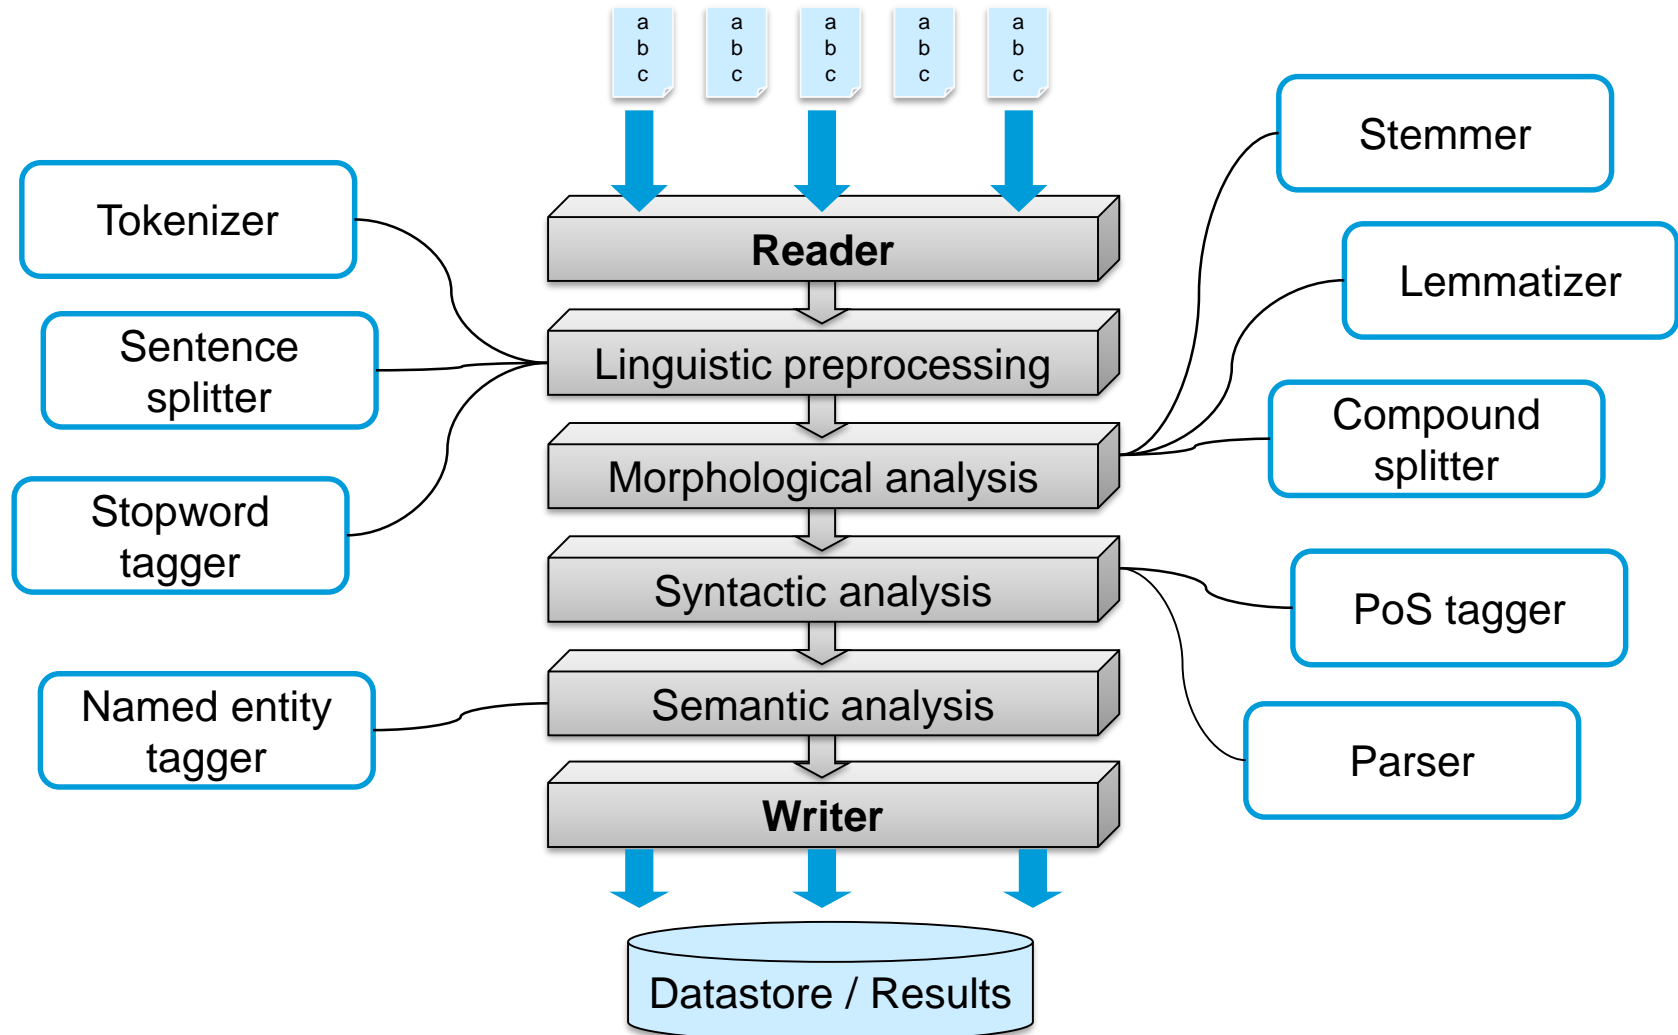 a
b
c
a
b
c
a
b
c
a
b
c
a
b
c
Reader
Linguistic preprocessing
Morphological analysis
Syntactic analysis
Semantic analysis
Writer
Datastore / Results
Tokenizer
Sentence
splitter
Stopword
tagger
Named entity
tagger
Stemmer
Lemmatizer
Compound
splitter
PoS tagger
Parser